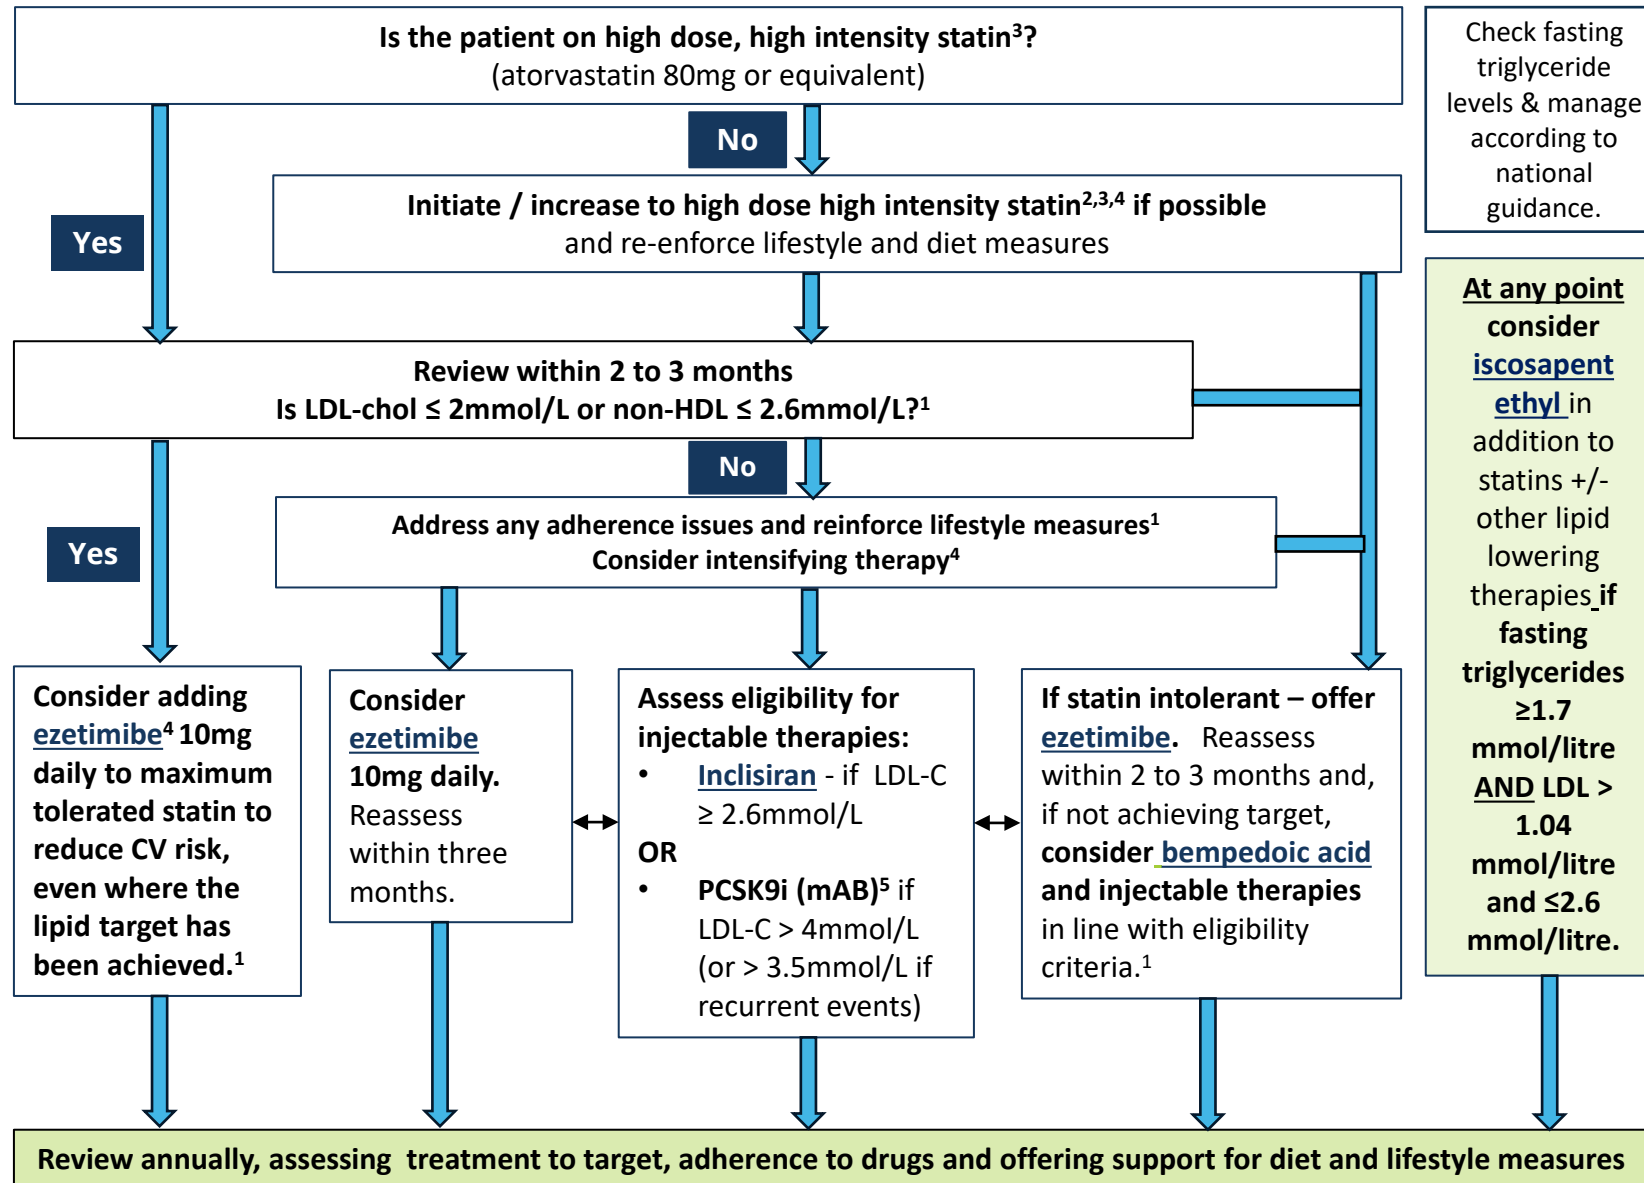 Is the patient on high dose, high intensity statin³?
(atorvastatin 80mg or equivalent)
No
Initiate / increase to high dose high intensity statin²,³,⁴ if possible
and re-enforce lifestyle and diet measures
Yes
Review within 2 to 3 months
Is LDL-chol ≤ 2mmol/L or non-HDL ≤ 2.6mmol/L?¹
No
Address any adherence issues and reinforce lifestyle measures¹
Consider intensifying therapy⁴
Yes
Consider adding
ezetimibe⁴ 10mg
daily to maximum
tolerated statin to
reduce CV risk,
even where the
lipid target has
been achieved.¹
Consider
ezetimibe
10mg daily.
Reassess
within three
months.
Assess eligibility for
injectable therapies:
• Inclisiran - if LDL-C
≥ 2.6mmol/L
OR
• PCSK9i (mAB)⁵ if
LDL-C > 4mmol/L
(or > 3.5mmol/L if
recurrent events)
If statin intolerant – offer
ezetimibe. Reassess
within 2 to 3 months and,
if not achieving target,
consider bempedoic acid
and injectable therapies
in line with eligibility
criteria.¹
Check fasting
triglyceride
levels & manage
according to
national
guidance.
At any point
consider
iscosapent
ethyl in
addition to
statins +/-
other lipid
lowering
therapies if
fasting
triglycerides
≥1.7
mmol/litre
AND LDL >
1.04
mmol/litre
and ≤2.6
mmol/litre.
Review annually, assessing treatment to target, adherence to drugs and offering support for diet and lifestyle measures